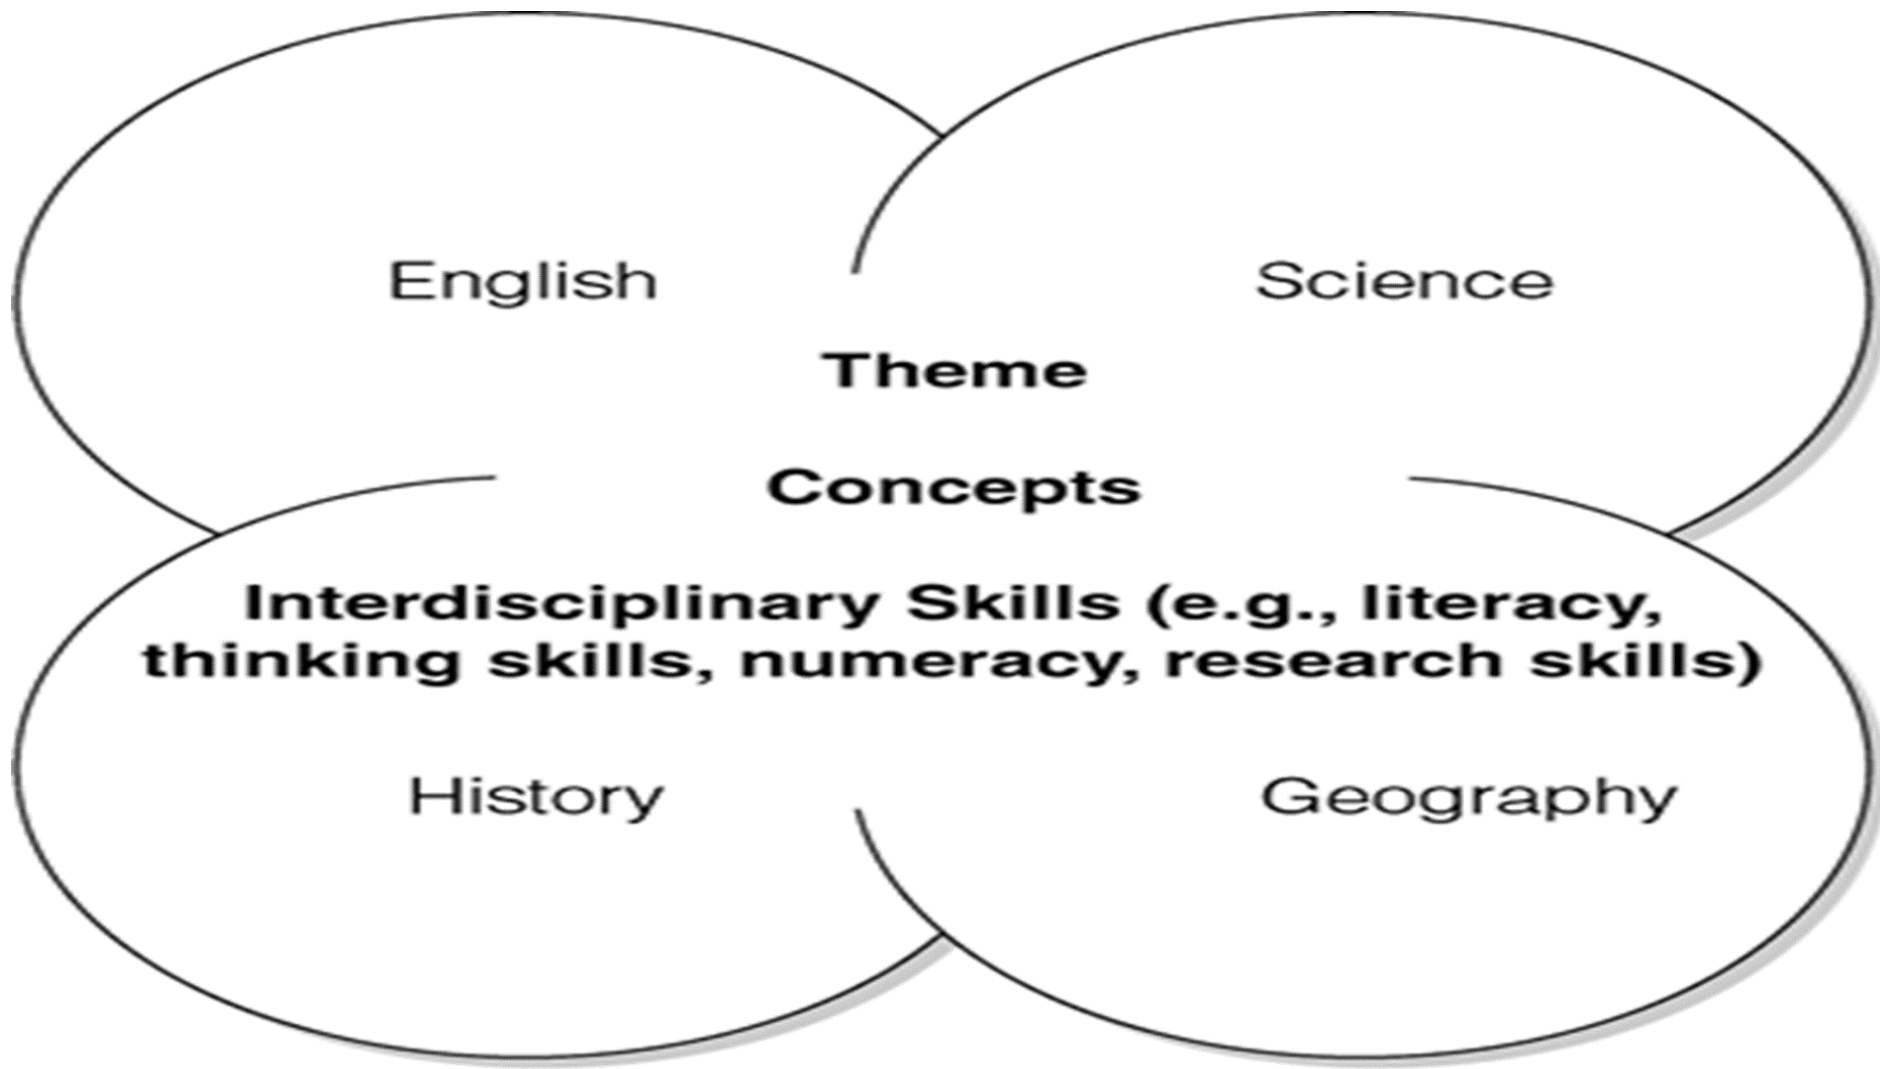 English
Science
Theme
Concepts
Interdisciplinary Skills (e.g., literacy,
thinking skills, numeracy, research skills)
History
Geography